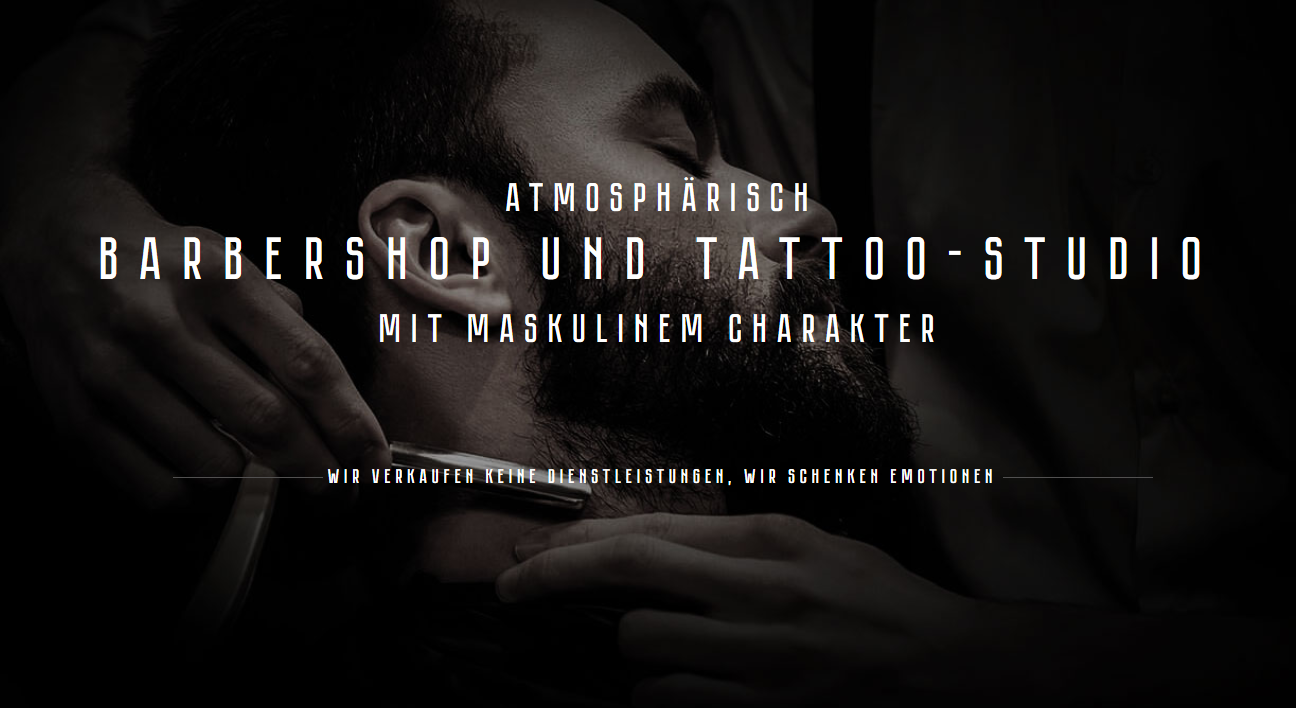 ATMOSPHÄRISCH
BARBERSHOP UND TATTOO-STUDIO
MIT MASKULINEM CHARAKTER
WIR VERKAUFEN KEINE DIENSTLEISTUNGEN, WIR SCHENKEN EMOTIONEN